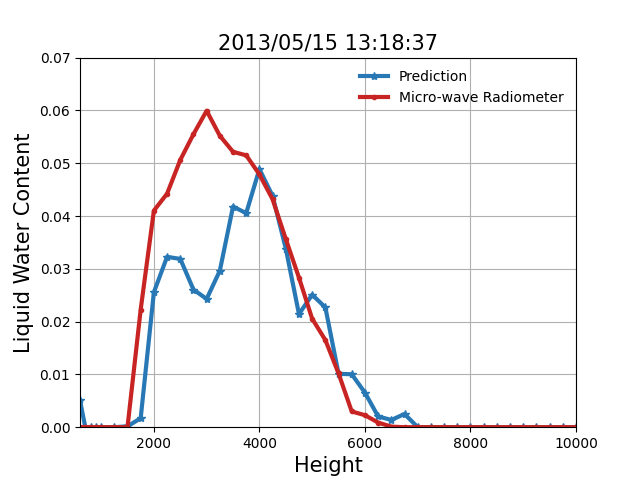 2013/05/15 13:18:37
Prediction
Micro-wave Radiometer
Liquid Water Content
0.07
0.06
0.05
0.04
0.03
0.02
0.01
0.00
2000 4000 6000 8000 10000
Height